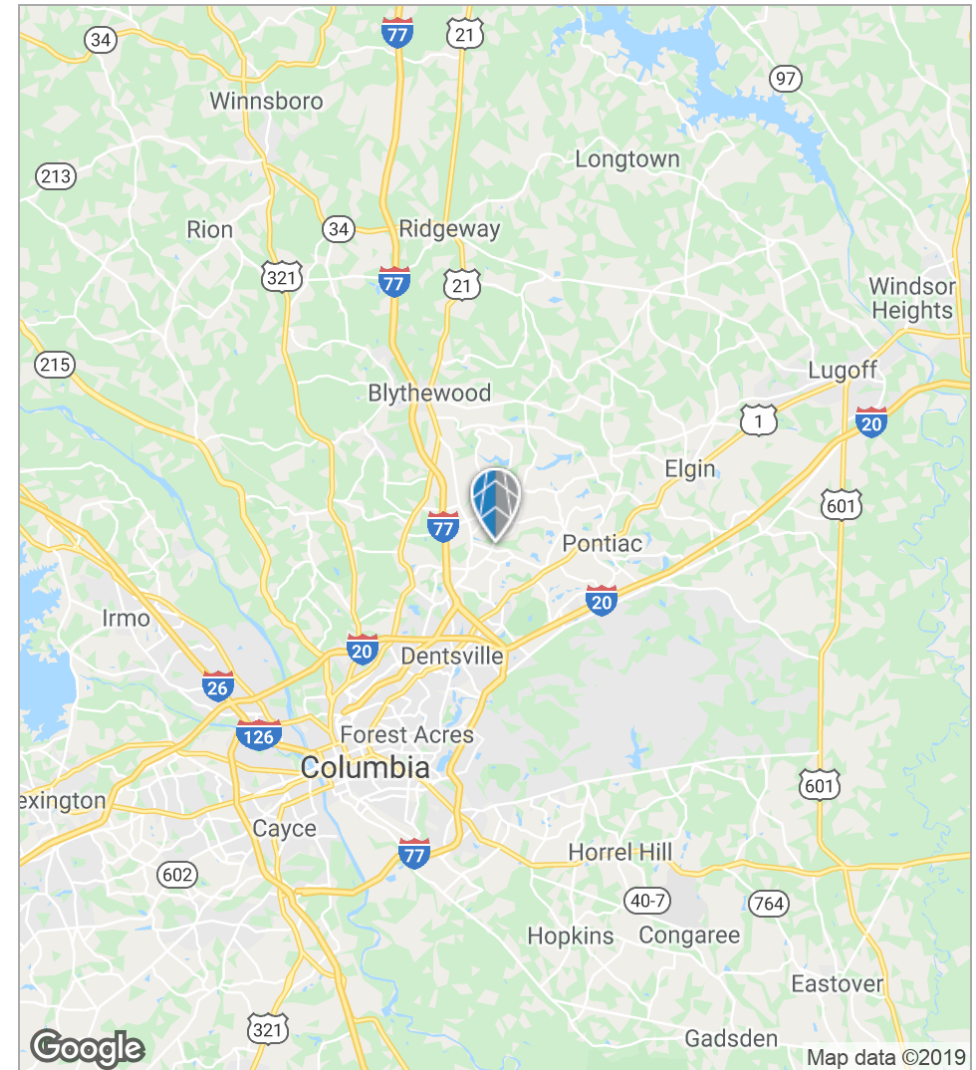 34
77
21
97
Winnsboro
Longtown
213
Rion
34
Ridgeway
321
77
21
Windsor
Heights
215
Blythewood
Lugoff
1
20
Elgin
601
77
Pontiac
20
Irmo
20
Dentsville
26
126
Forest Acres
Columbia
601
exington
Cayce
77
Horrel Hill
602
40-7
764
Hopkins
Congaree
Eastover
321
Gadsden
Google
Map data ©2019